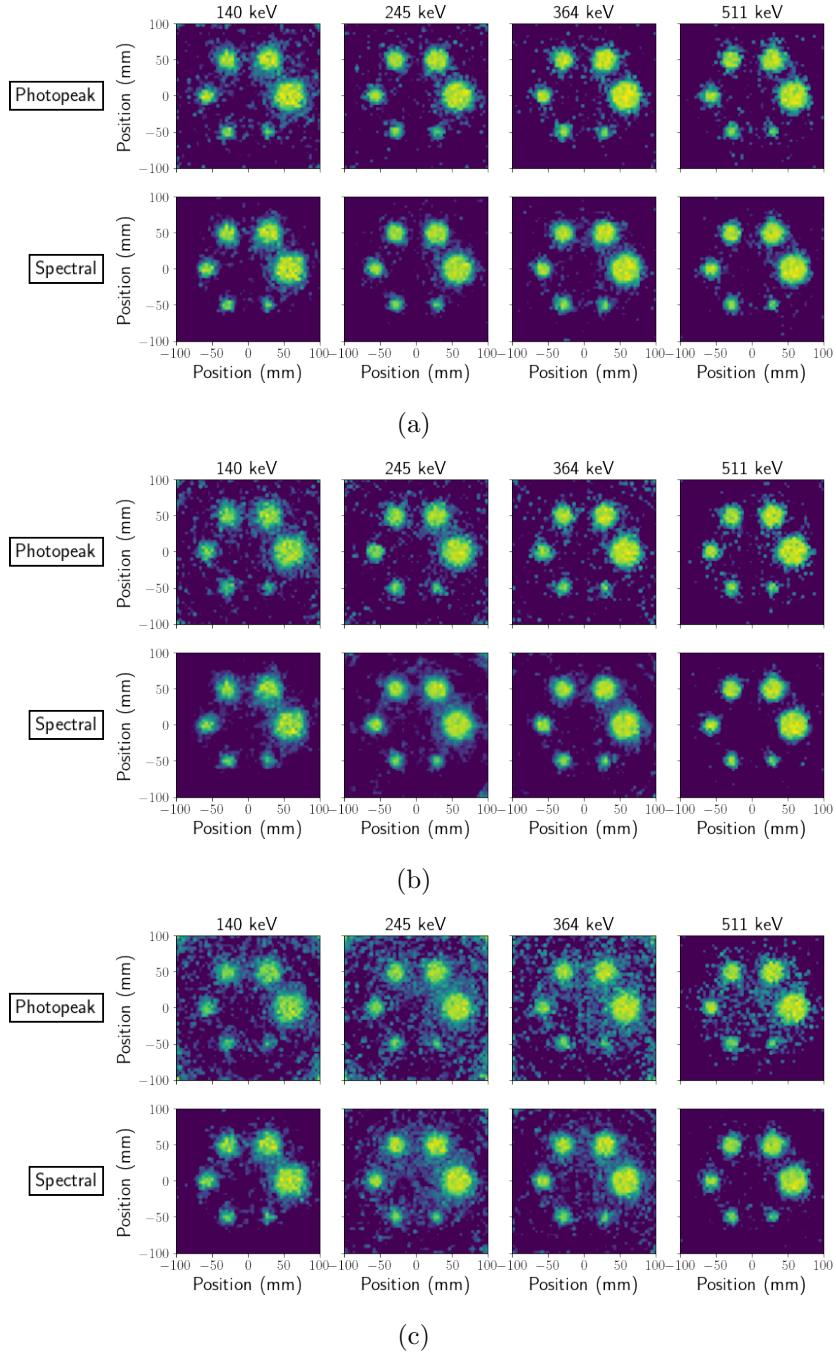 140 keV 245 keV 364 keV 511 keV
100
50
0
−50
−100
Position (mm)
Photopeak
100
50
0
−50
−100
Position (mm)
Spectral
−100 −50 0 50 100 −100 −50 0 50 100 −100 −50 0 50 100 −100 −50 0 50 100
Position (mm) Position (mm) Position (mm) Position (mm)
(a)
140 keV 245 keV 364 keV 511 keV
100
50
0
−50
−100
Position (mm)
Photopeak
100
50
0
−50
−100
Position (mm)
Spectral
−100 −50 0 50 100 −100 −50 0 50 100 −100 −50 0 50 100 −100 −50 0 50 100
Position (mm) Position (mm) Position (mm) Position (mm)
(b)
140 keV 245 keV 364 keV 511 keV
100
50
0
−50
−100
Position (mm)
Photopeak
100
50
0
−50
−100
Position (mm)
Spectral
−100 −50 0 50 100 −100 −50 0 50 100 −100 −50 0 50 100 −100 −50 0 50 100
Position (mm) Position (mm) Position (mm) Position (mm)
(c)